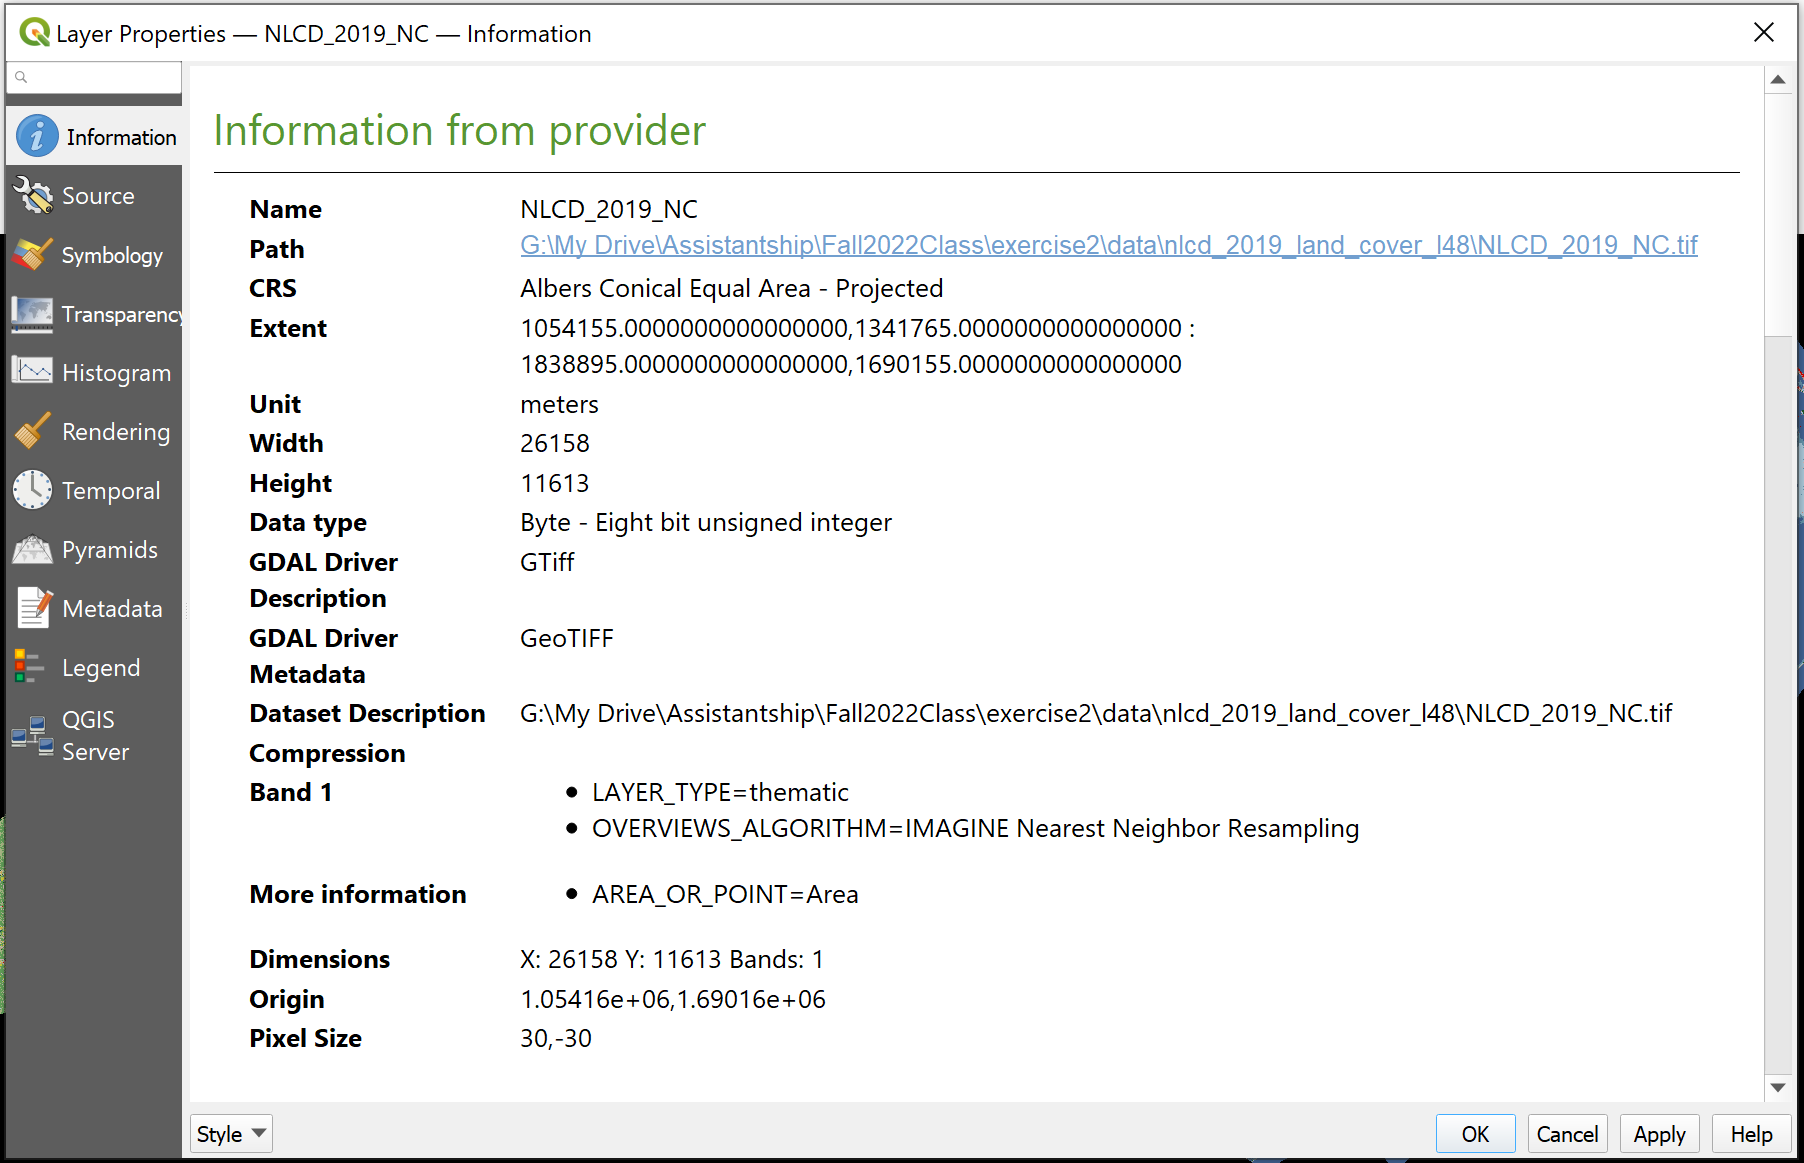 Layer Properties — NLCD_2019_NC — Information
Information
Source
Symbology
Transparency
Histogram
Rendering
Temporal
Pyramids
Metadata
Legend
QGIS
Server
Information from provider
Name NLCD_2019_NC
Path G:\My Drive\Assistantship\Fall2022Class\exercise2\data\nlcd_2019_land_cover_l48\NLCD_2019_NC.tif
CRS Albers Conical Equal Area - Projected
Extent 1054155.0000000000000000,1341765.0000000000000000 :
1838895.0000000000000000,1690155.0000000000000000
Unit meters
Width 26158
Height 11613
Data type Byte - Eight bit unsigned integer
GDAL Driver GTiff
Description
GDAL Driver GeoTIFF
Metadata
Dataset Description G:\My Drive\Assistantship\Fall2022Class\exercise2\data\nlcd_2019_land_cover_l48\NLCD_2019_NC.tif
Compression
Band 1 • LAYER_TYPE=thematic
• OVERVIEWS_ALGORITHM=IMAGINE Nearest Neighbor Resampling
More information • AREA_OR_POINT=Area
Dimensions X: 26158 Y: 11613 Bands: 1
Origin 1.05416e+06,1.69016e+06
Pixel Size 30,-30
Style OK Cancel Apply Help